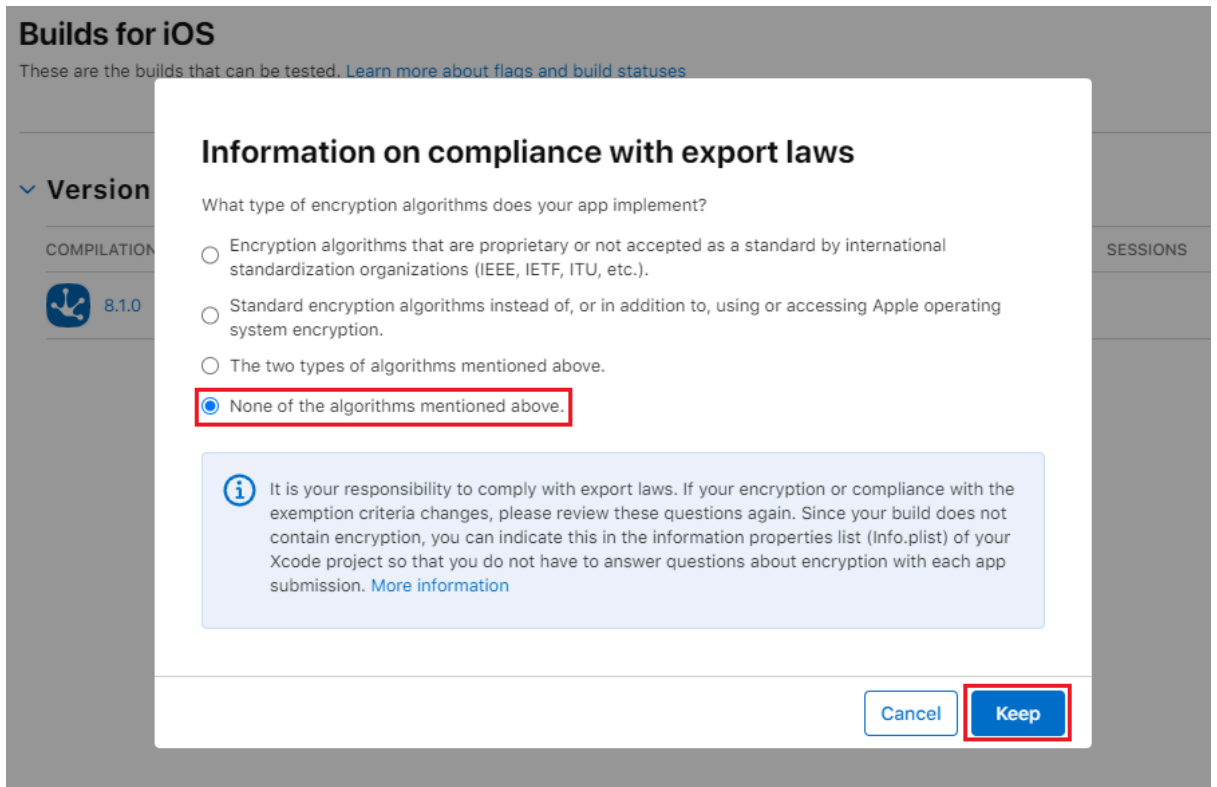 Builds for iOS
These are the builds that can be tested. Learn more about flags and build statuses
Information on compliance with export laws
Version
What type of encryption algorithms does your app implement?
COMPILATION
SESSIONS
Encryption algorithms that are proprietary or not accepted as a standard by international
standardization organizations (IEEE, IETF, ITU, etc.).
8.1.0
Standard encryption algorithms instead of, or in addition to, using or accessing Apple operating
system encryption.
The two types of algorithms mentioned above.
None of the algorithms mentioned above.
It is your responsibility to comply with export laws. If your encryption or compliance with the
exemption criteria changes, please review these questions again. Since your build does not
contain encryption, you can indicate this in the information properties list (Info.plist) of your
Xcode project so that you do not have to answer questions about encryption with each app
submission. More information
Cancel
Keep